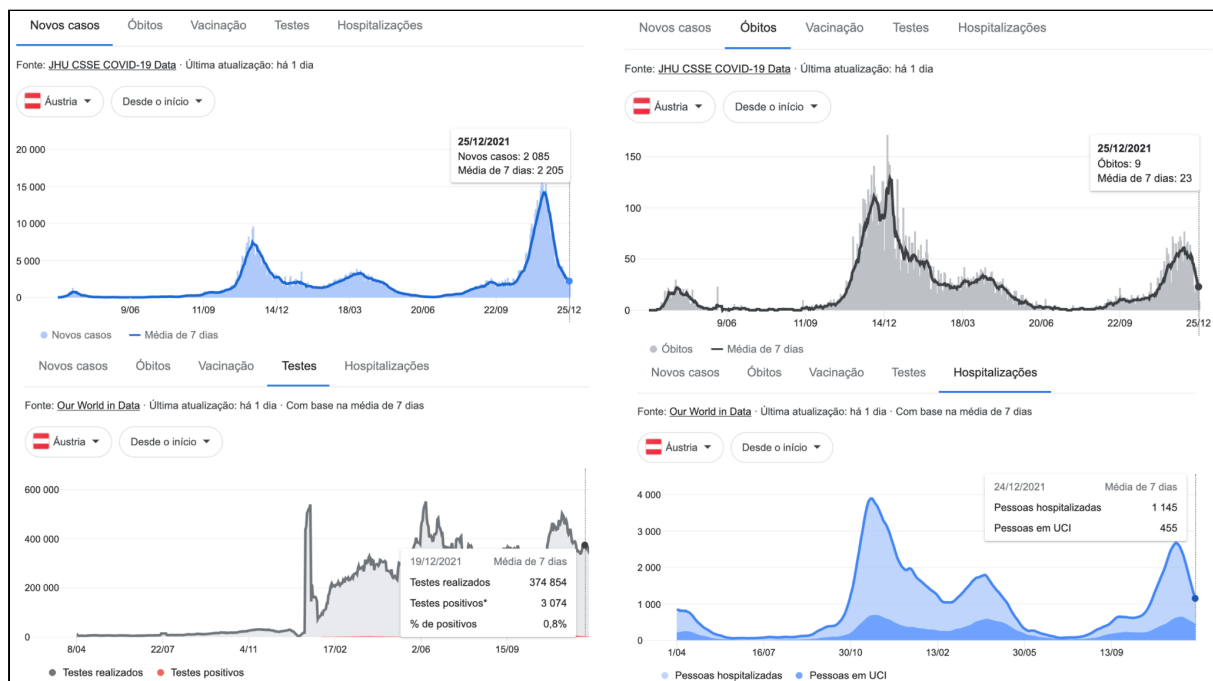 Novos casos Óbitos Vacinação Testes Hospitalizações
Fonte: JHU CSSE COVID-19 Data · Última atualização: há 1 dia
Áustria Desde o início
25/12/2021
Novos casos: 2 085
Média de 7 dias: 2 205
20 000
15 000
10 000
5 000
0
9/06 11/09 14/12 18/03 20/06 22/09 25/12
Novos casos Média de 7 dias
Novos casos Óbitos Vacinação Testes Hospitalizações
Fonte: JHU CSSE COVID-19 Data · Última atualização: há 1 dia
Áustria Desde o início
25/12/2021
Óbitos: 9
Média de 7 dias: 23
150
100
50
0
9/06 11/09 14/12 18/03 20/06 22/09 25/12
Óbitos Média de 7 dias
Novos casos Óbitos Vacinação Testes Hospitalizações
Fonte: Our World in Data · Última atualização: há 1 dia · Com base na média de 7 dias
Áustria Desde o início
600 000
400 000
200 000
0
19/12/2021 Média de 7 dias
Testes realizados 374 854
Testes positivos* 3 074
% de positivos 0,8%
8/04 22/07 4/11 17/02 2/06 15/09
Testes realizados Testes positivos
Novos casos Óbitos Vacinação Testes Hospitalizações
Fonte: Our World in Data · Última atualização: há 1 dia · Com base na média de 7 dias
Áustria Desde o início
24/12/2021 Média de 7 dias
Pessoas hospitalizadas 1 145
Pessoas em UCI 455
4 000
3 000
2 000
1 000
0
1/04 16/07 30/10 13/02 30/05 13/09
Pessoas hospitalizadas Pessoas em UCI